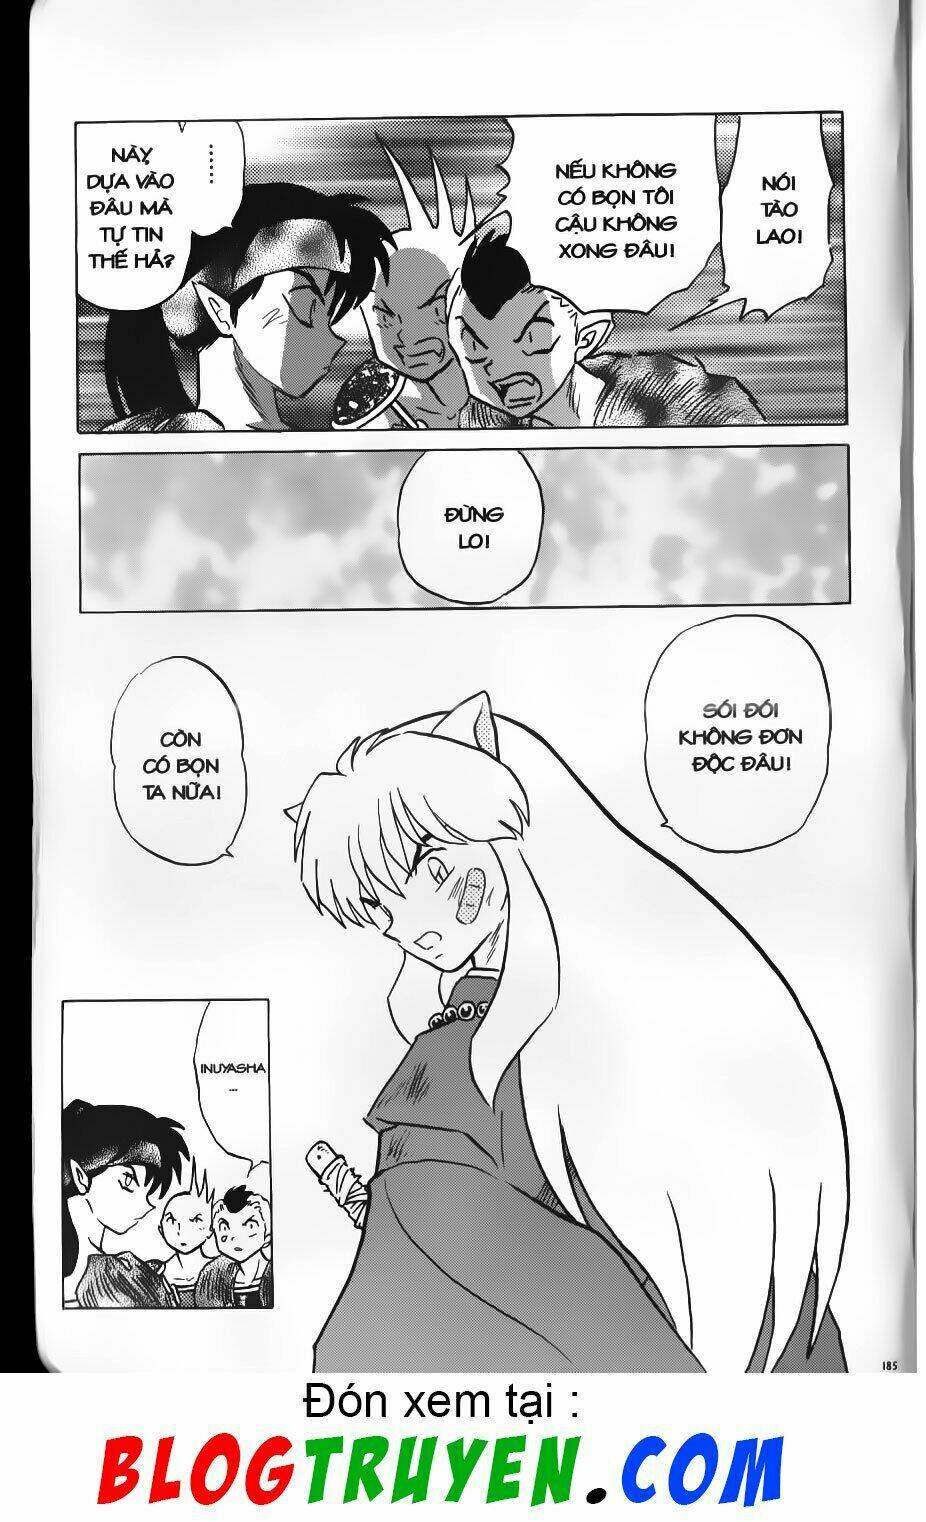 NÓI
TÀO
LAO!
NẾU KHÔNG
CÓ BỌN TÔI
CẬU KHÔNG
XONG ĐÂU!
......
NÀY,
DỰA VÀO
ĐÂU MÀ
TỰ TIN
THẾ HẢ?
ĐỪNG
LO!
SÓI ĐÓI
KHÔNG ĐƠN
ĐỘC ĐÂU!
CÒN
CÓ BỌN
TA NỮA!
INUYASHA
...
185
Đón xem tại :
BLOGTRUYEN.COM